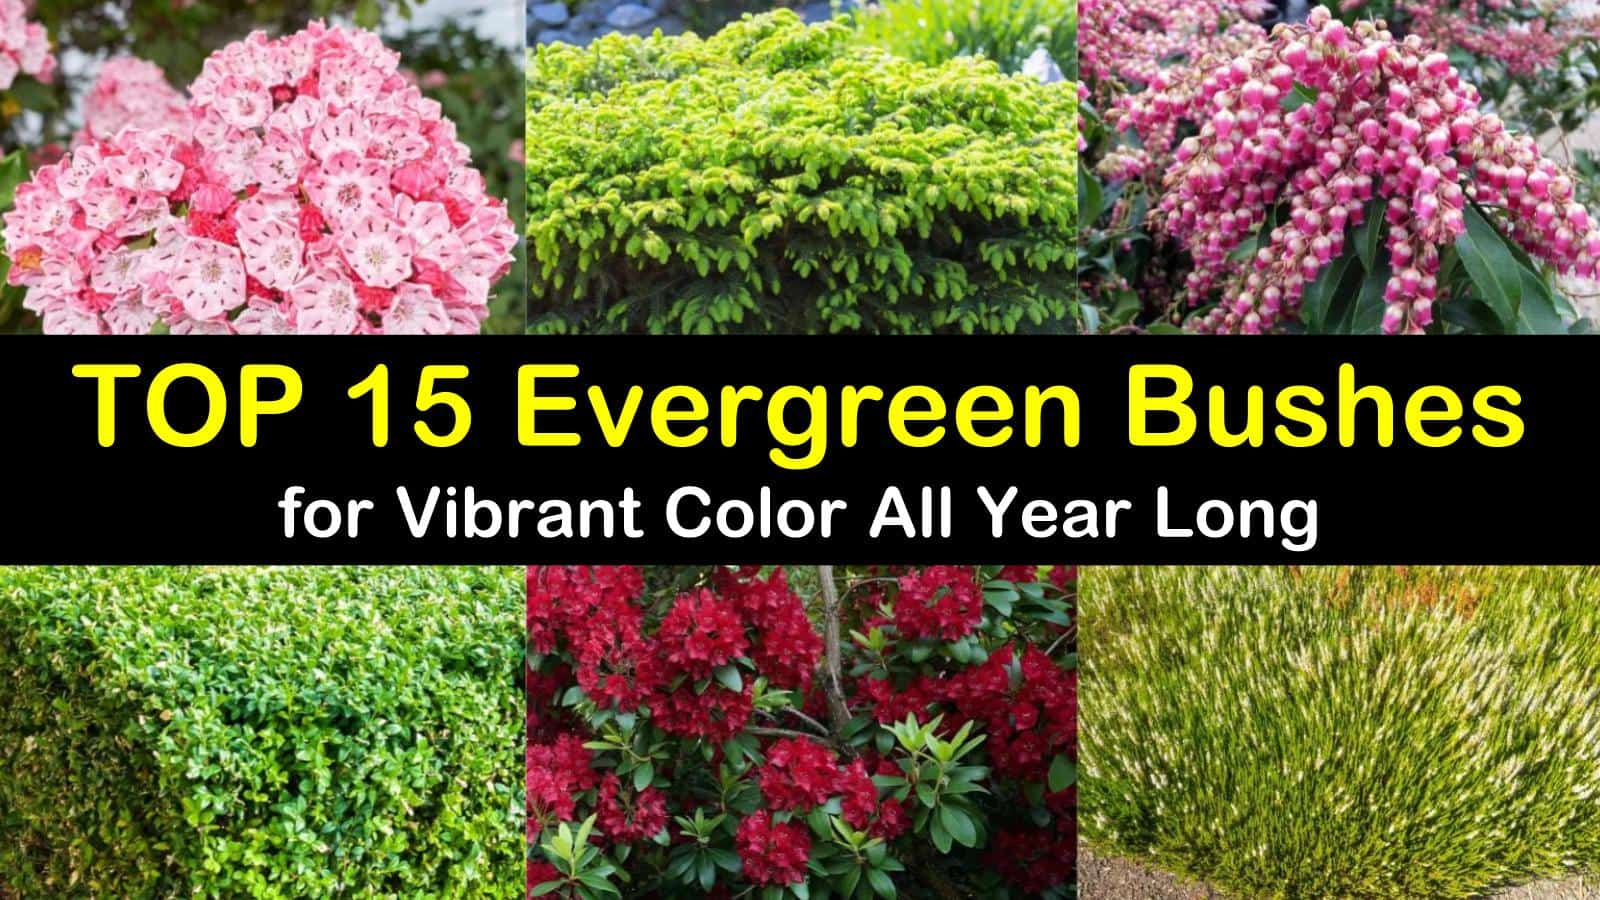 TOP 15 Evergreen Bushes
for Vibrant Color All Year Long